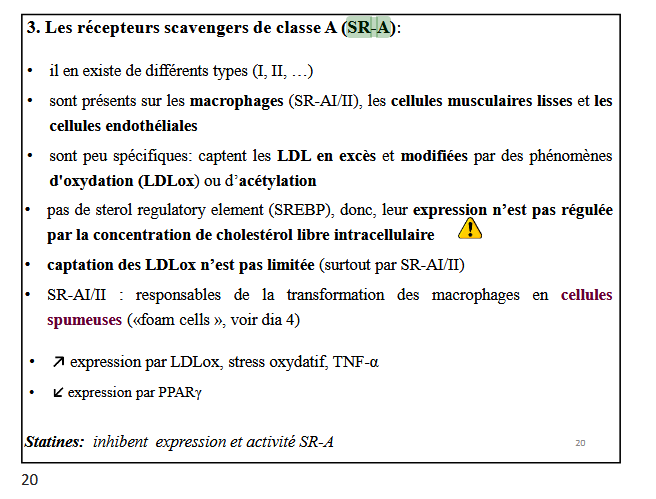 3. Les récepteurs scavengers de classe A (SR-A):
• il en existe de différents types (I, II, …)
• sont présents sur les macrophages (SR-AI/II), les cellules musculaires lisses et les
cellules endothéliales
• sont peu spécifiques: captent les LDL en excès et modifiées par des phénomènes
d'oxydation (LDLox) ou d’acétylation
• pas de sterol regulatory element (SREBP), donc, leur expression n’est pas régulée
par la concentration de cholestérol libre intracellulaire
• captation des LDLox n’est pas limitée (surtout par SR-AI/II)
• SR-AI/II : responsables de la transformation des macrophages en cellules
spumeuses («foam cells », voir dia 4)
• ↗ expression par LDLox, stress oxydatif, TNF-α
• ↙ expression par PPARγ
Statines: inhibent expression et activité SR-A
20
20